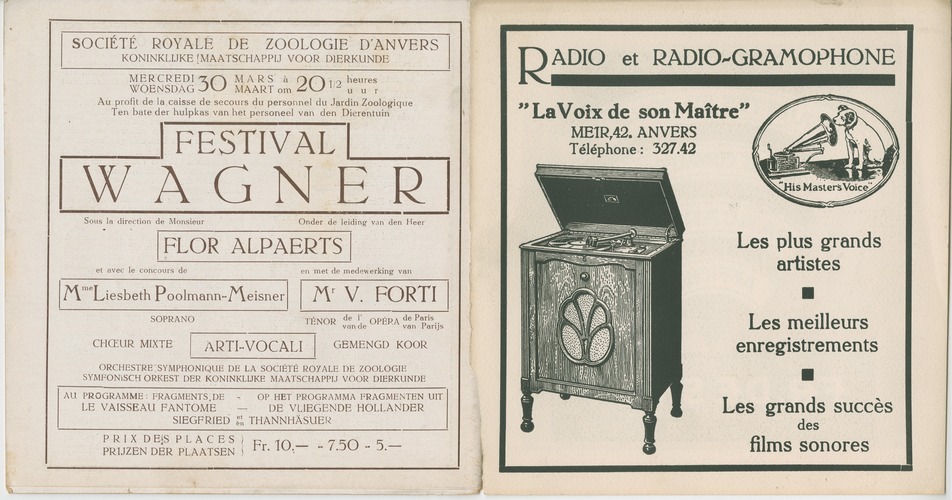 SOCIÉTÉ ROYALE DE ZOOLOGIE D'ANVERS
KONINKLIJKE MAATSCHAPPIJ VOOR DIERKUNDE
MERCREDI 30 MARS à 20 1/2 heures
WOENSDAG MAART om uur
Au profit de la caisse de secours du personnel du Jardin Zoologique
Ten bate der hulpkas van het personeel van den Dierentuin
FESTIVAL
WAGNER
Sous la direction de Monsieur Onder de leiding van den Heer
FLOR ALPAERTS
et avec le concours de en met de medewerking van
Mme Liesbeth Poolmann-Meisner Mr V. FORTI
SOPRANO TÉNOR de l' OPÉRA de Paris
van de van Parijs
CHŒUR MIXTE ARTI-VOCALI GEMENGD KOOR
ORCHESTRE SYMPHONIQUE DE LA SOCIÉTÉ ROYALE DE ZOOLOGIE
SYMFONISCH ORKEST DER KONINKLIJKE MAATSCHAPPIJ VOOR DIERKUNDE
AU PROGRAMME: FRAGMENTS DE - OP HET PROGRAMMA FRAGMENTEN UIT
LE VAISSEAU FANTOME — DE VLIEGENDE HOLLANDER
SIEGFRIED et en THANNHÄSUER
PRIX DES PLACES Fr. 10.— - 7.50 - 5.—
PRIJZEN DER PLAATSEN
RADIO et RADIO-GRAMOPHONE
"La Voix de son Maître"
MEIR, 42. ANVERS
Téléphone: 327.42
"His Master's Voice"
Les plus grands
artistes
Les meilleurs
enregistrements
Les grands succès
des
films sonores